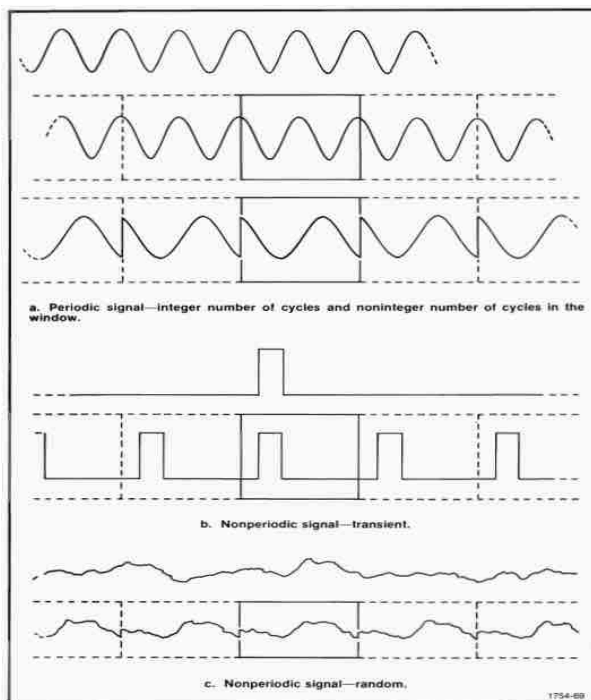 a. Periodic signal—integer number of cycles and noninteger number of cycles in the
window.
b. Nonperiodic signal—transient.
c. Nonperiodic signal—random.
1754-69